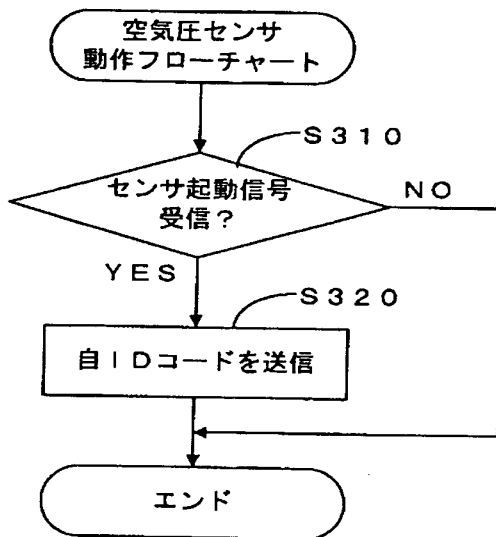 空気圧センサ
動作フローチャート
S310
センサ起動信号
受信?
NO
YES
S320
自IDコードを送信
エンド